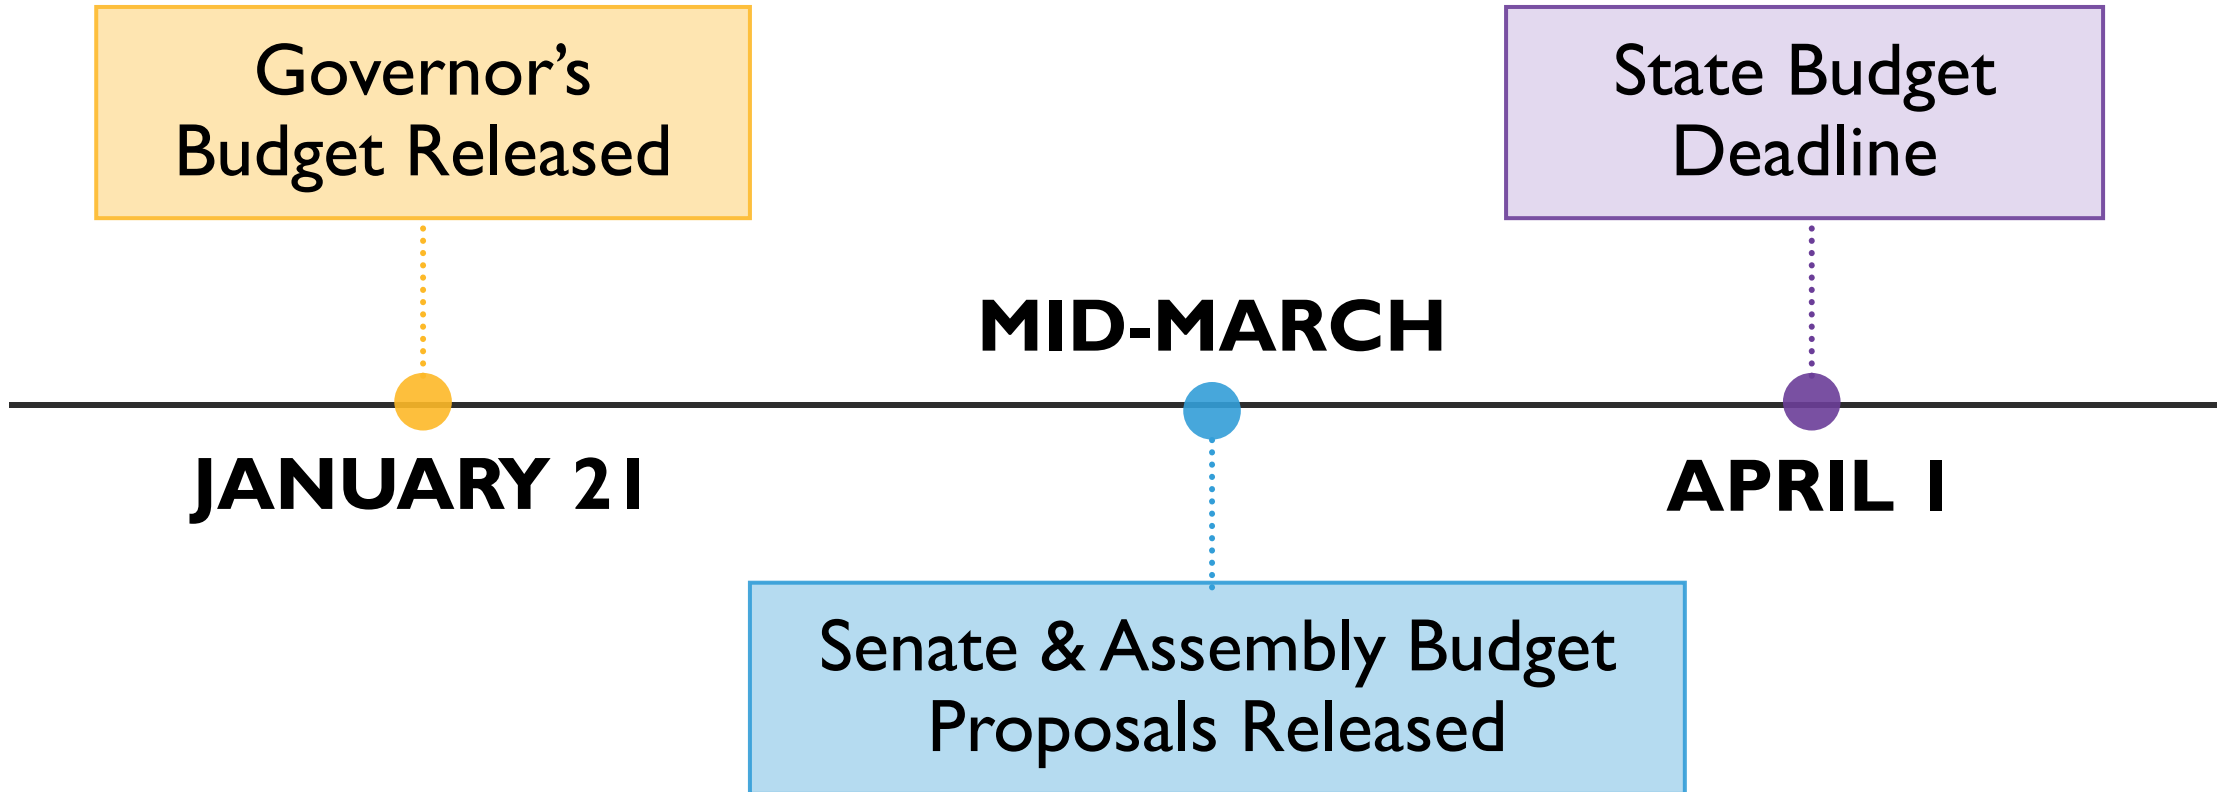 Governor’s
Budget Released
JANUARY 21
MID-MARCH
Senate & Assembly Budget
Proposals Released
State Budget
Deadline
APRIL 1